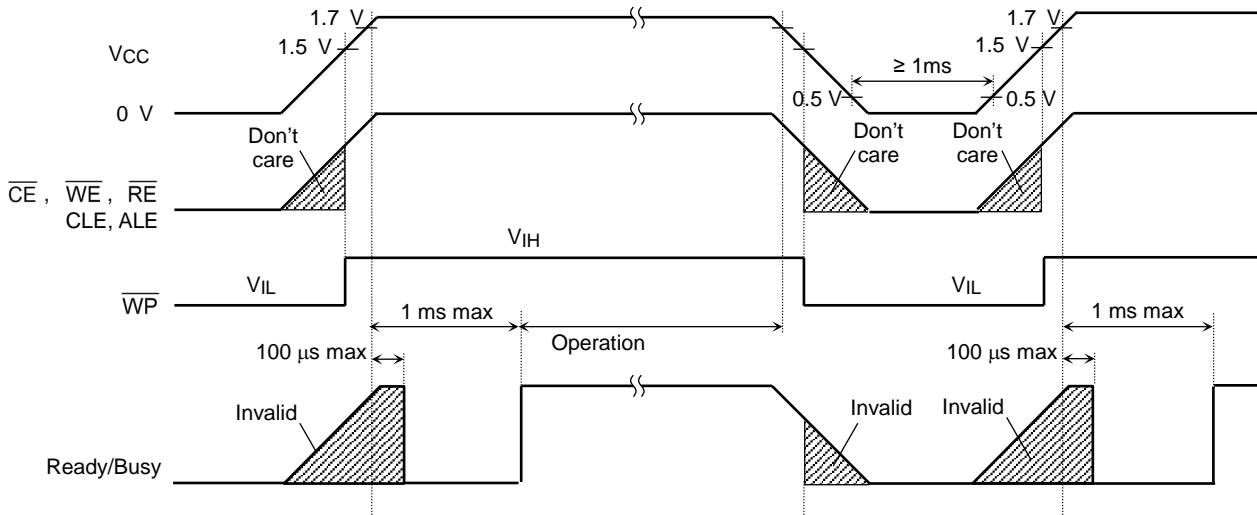 1.7 V
1.5 V
VCC
0 V
≥ 1ms
0.5 V
0.5 V
1.7 V
1.5 V
Don't
care
Don't
care
Don't
care
CE , WE , RE
CLE, ALE
VIH
VIL
VIL
WP
1 ms max
Operation
1 ms max
100 μs max
100 μs max
Invalid
Invalid
Invalid
Ready/Busy